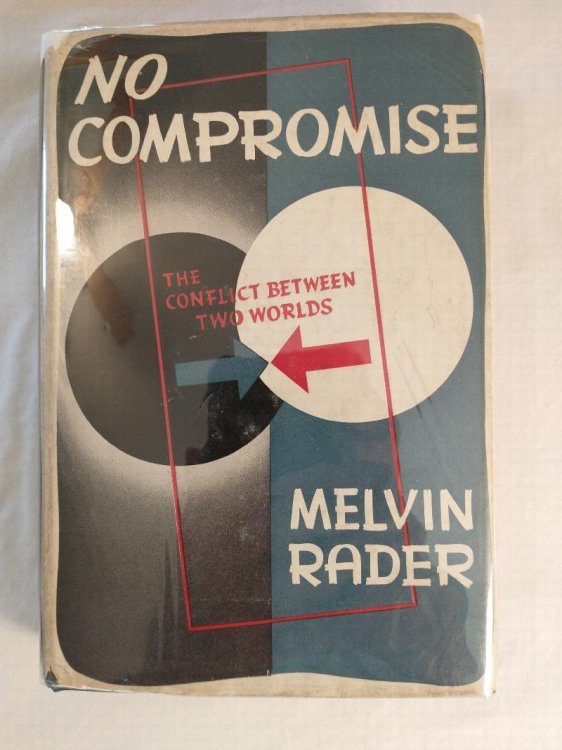 NO
COMPROMISE
THE
CONFLICT BETWEEN
TWO WORLDS
MELVIN
RADER